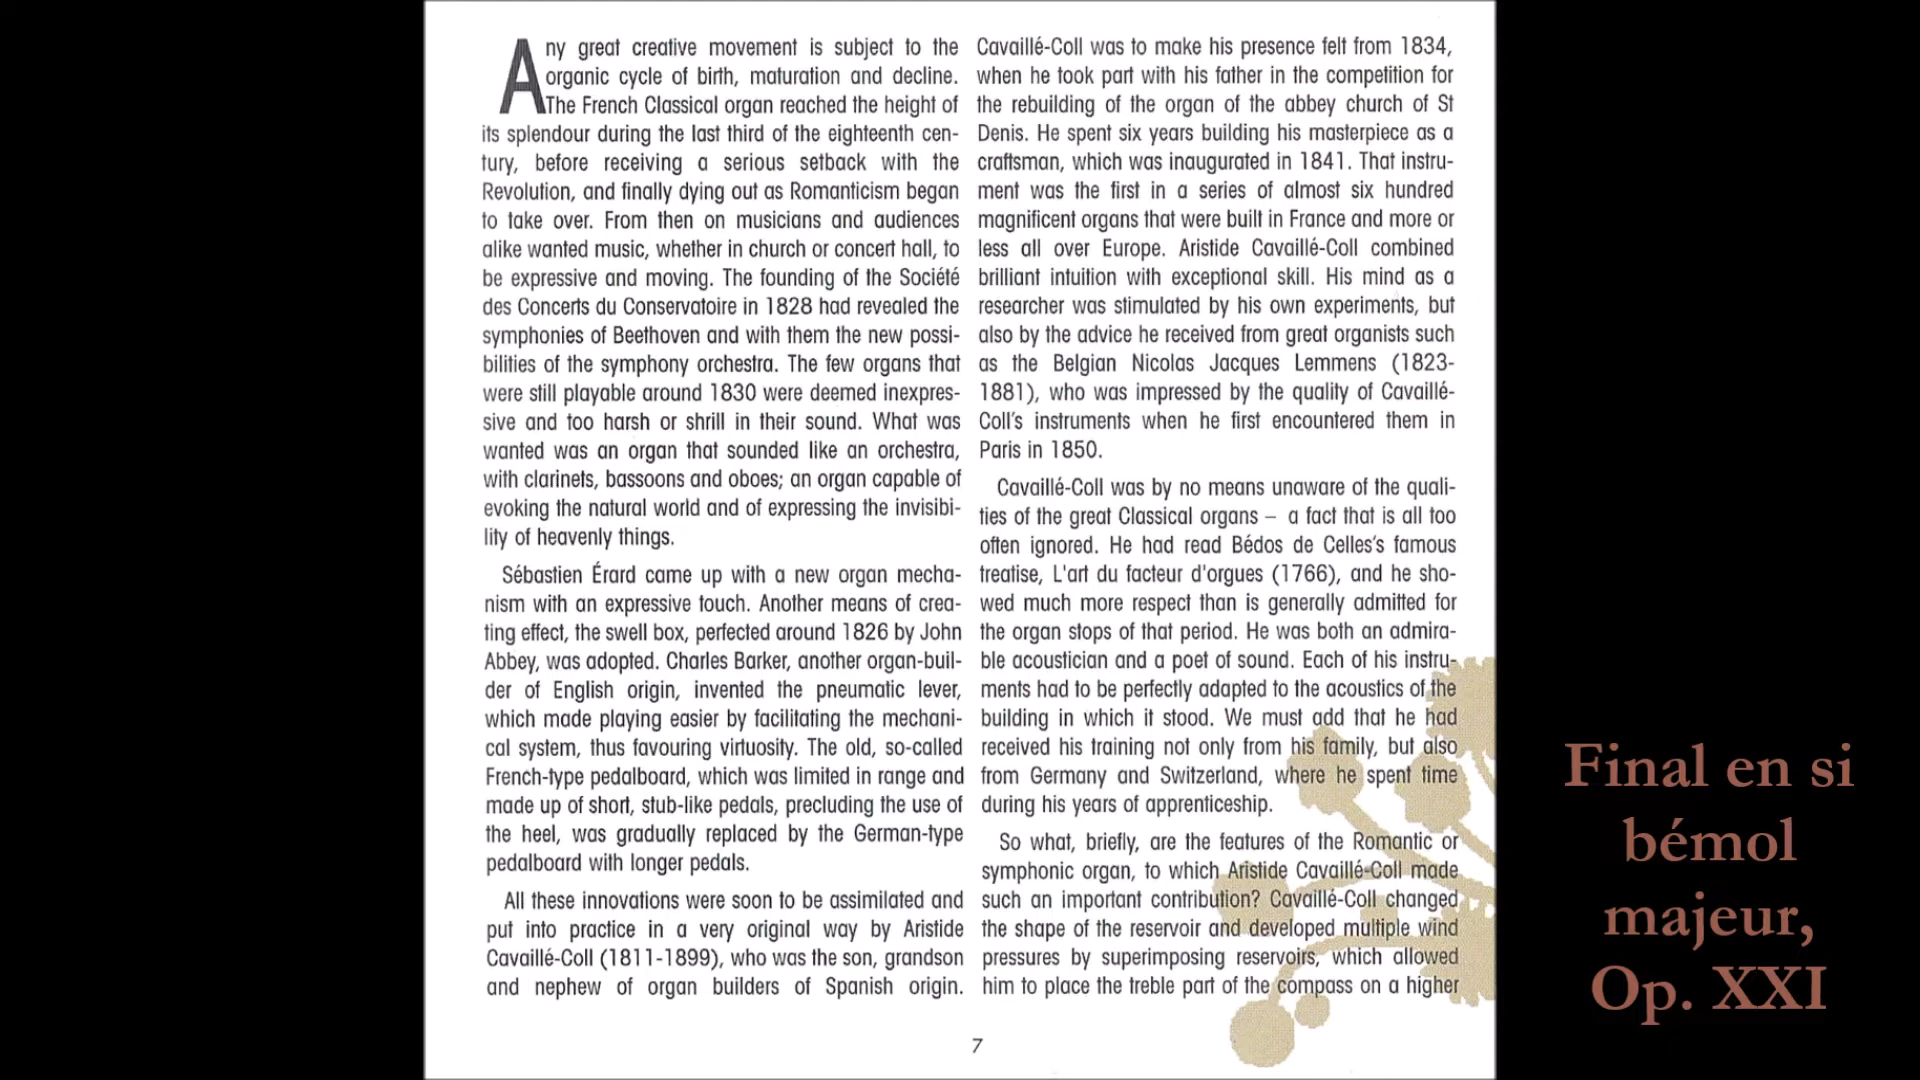 Any great creative movement is subject to the
organic cycle of birth, maturation and decline.
The French Classical organ reached the height of
its splendour during the last third of the eighteenth cen-
tury, before receiving a serious setback with the
Revolution, and finally dying out as Romanticism began
to take over. From then on musicians and audiences
alike wanted music, whether in church or concert hall, to
be expressive and moving. The founding of the Société
des Concerts du Conservatoire in 1828 had revealed the
symphonies of Beethoven and with them the new possi-
bilities of the symphony orchestra. The few organs that
were still playable around 1830 were deemed inexpres-
sive and too harsh or shrill in their sound. What was
wanted was an organ that sounded like an orchestra,
with clarinets, bassoons and oboes; an organ capable of
evoking the natural world and of expressing the invisibi-
lity of heavenly things.
Sébastien Érard came up with a new organ mecha-
nism with an expressive touch. Another means of crea-
ting effect, the swell box, perfected around 1826 by John
Abbey, was adopted. Charles Barker, another organ-buil-
der of English origin, invented the pneumatic lever,
which made playing easier by facilitating the mechani-
cal system, thus favouring virtuosity. The old, so-called
French-type pedalboard, which was limited in range and
made up of short, stub-like pedals, precluding the use of
the heel, was gradually replaced by the German-type
pedalboard with longer pedals.
All these innovations were soon to be assimilated and
put into practice in a very original way by Aristide
Cavaillé-Coll (1811-1899), who was the son, grandson
and nephew of organ builders of Spanish origin.
Cavaillé-Coll was to make his presence felt from 1834,
when he took part with his father in the competition for
the rebuilding of the organ of the abbey church of St
Denis. He spent six years building his masterpiece as a
craftsman, which was inaugurated in 1841. That instru-
ment was the first in a series of almost six hundred
magnificent organs that were built in France and more or
less all over Europe. Aristide Cavaillé-Coll combined
brilliant intuition with exceptional skill. His mind as a
researcher was stimulated by his own experiments, but
also by the advice he received from great organists such
as the Belgian Nicolas Jacques Lemmens (1823-
1881), who was impressed by the quality of Cavaillé-
Coll's instruments when he first encountered them in
Paris in 1850.
Cavaillé-Coll was by no means unaware of the quali-
ties of the great Classical organs – a fact that is all too
often ignored. He had read Bédos de Celles's famous
treatise, L'art du facteur d'orgues (1766), and he sho-
wed much more respect than is generally admitted for
the organ stops of that period. He was both an admira-
ble acoustician and a poet of sound. Each of his instru-
ments had to be perfectly adapted to the acoustics of the
building in which it stood. We must add that he had
received his training not only from his family, but also
from Germany and Switzerland, where he spent time
during his years of apprenticeship.
So what, briefly, are the features of the Romantic or
symphonic organ, to which Aristide Cavaillé-Coll made
such an important contribution? Cavaillé-Coll changed
the shape of the reservoir and developed multiple wind
pressures by superimposing reservoirs, which allowed
him to place the treble part of the compass on a higher
7
Final en si
bémol
majeur,
Op. XXI